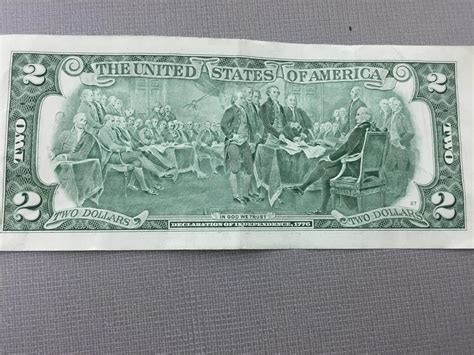 2 THE UNITED STATES OF AMERICA 2
TWO TWO
2 TWO DOLLARS IN GOD WE TRUST TWO DOLLARS 2
27
DECLARATION OF INDEPENDENCE, 1776